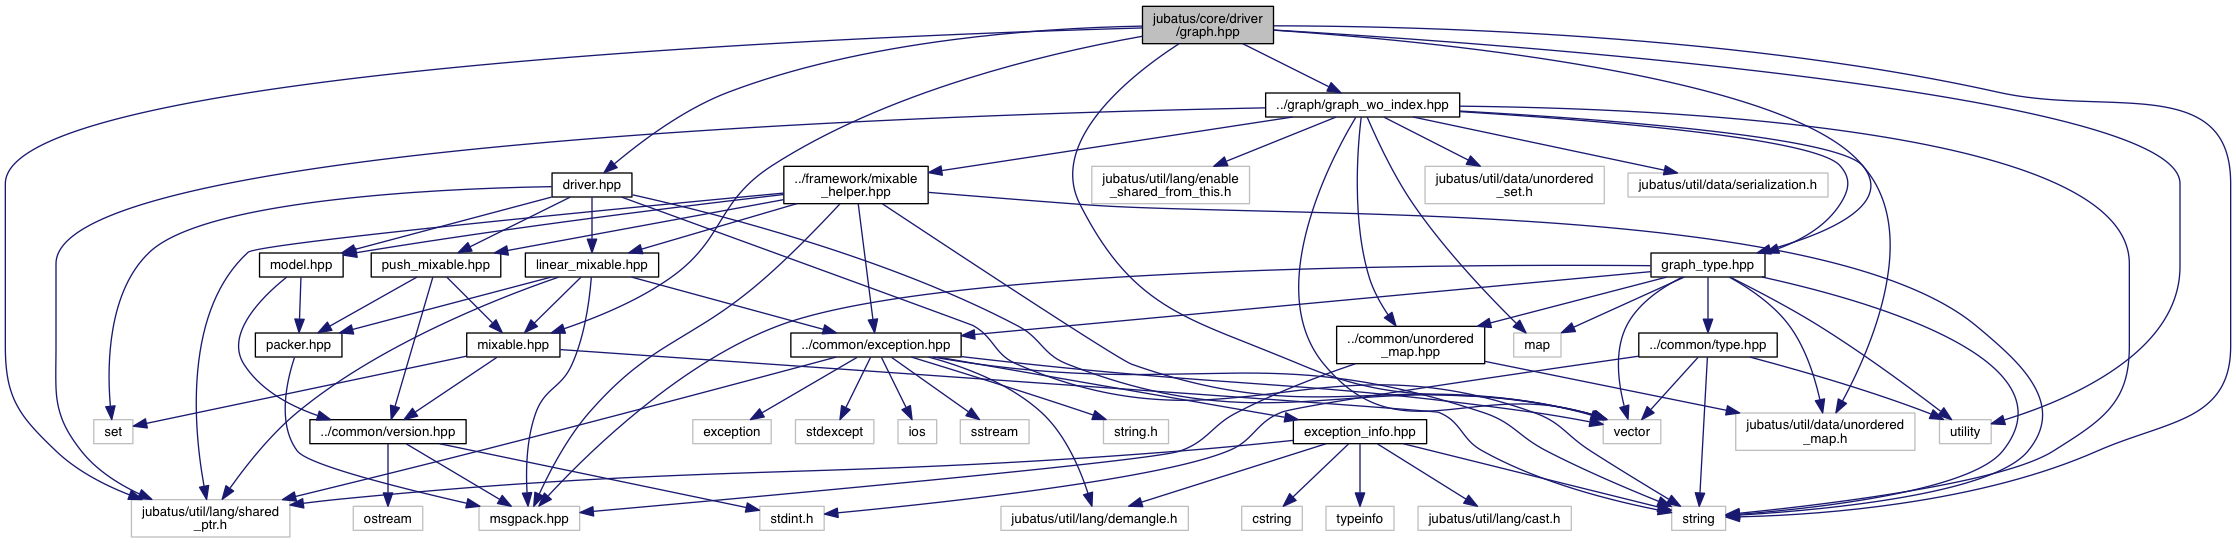 jubatus/core/driver
/graph.hpp
../graph/graph_wo_index.hpp
driver.hpp
../framework/mixable
_helper.hpp
jubatus/util/lang/enable
_shared_from_this.h
jubatus/util/data/unordered
_set.h
jubatus/util/data/serialization.h
model.hpp
push_mixable.hpp
linear_mixable.hpp
graph_type.hpp
packer.hpp
mixable.hpp
../common/exception.hpp
../common/unordered
_map.hpp
map
../common/type.hpp
set
../common/version.hpp
exception
stdexcept
ios
sstream
string.h
exception_info.hpp
vector
jubatus/util/data/unordered
_map.h
utility
jubatus/util/lang/shared
_ptr.h
ostream
msgpack.hpp
stdint.h
jubatus/util/lang/demangle.h
cstring
typeinfo
jubatus/util/lang/cast.h
string